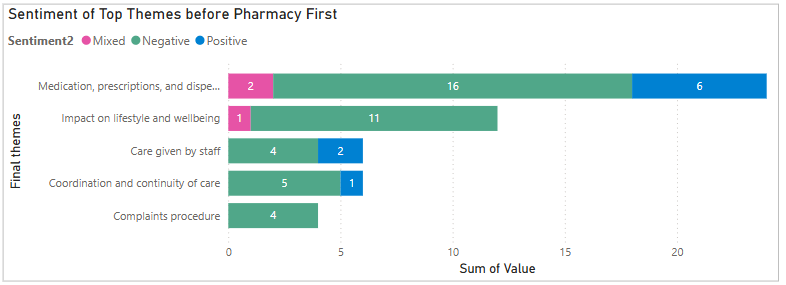 Sentiment of Top Themes before Pharmacy First
Sentiment2 Mixed Negative Positive
Medication, prescriptions, and dispe... 2 16 6
Impact on lifestyle and wellbeing 1 11
Care given by staff 4 2
Coordination and continuity of care 5 1
Complaints procedure 4
Final themes
0 5 10 15 20
Sum of Value